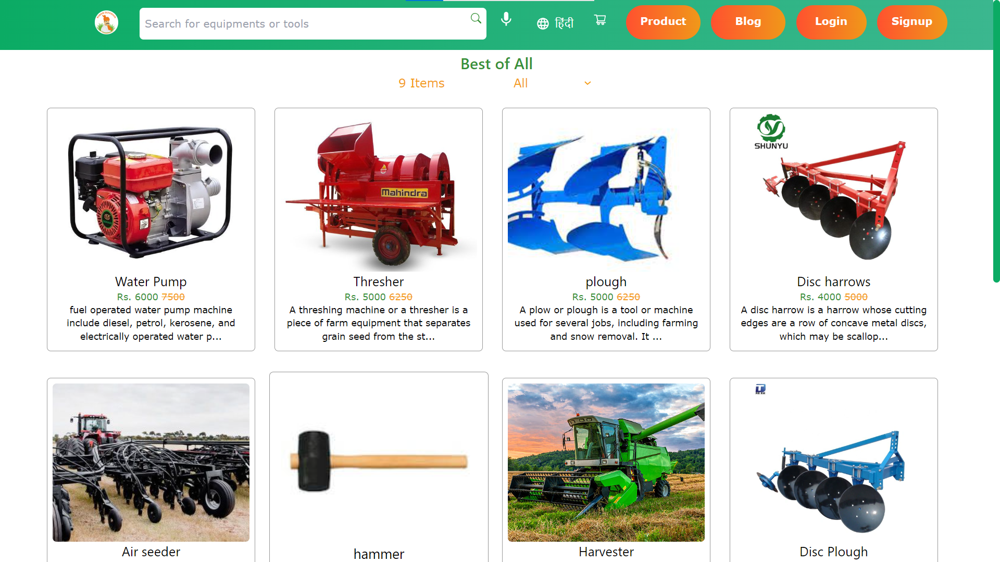 Search for equipments or tools
हिंदी
Product
Blog
Login
Signup
Best of All
9 Items
All
SHUNYU
Mahindra
Water Pump
Rs. 6000 7500
fuel operated water pump machine
include diesel, petrol, kerosene, and
electrically operated water p...
Thresher
Rs. 5000 6250
A threshing machine or a thresher is a
piece of farm equipment that separates
grain seed from the st...
plough
Rs. 5000 6250
A plow or plough is a tool or machine
used for several jobs, including farming
and snow removal. It ...
Disc harrows
Rs. 4000 5000
A disc harrow is a harrow whose cutting
edges are a row of concave metal discs,
which may be scallop...
Air seeder
hammer
Harvester
Disc Plough